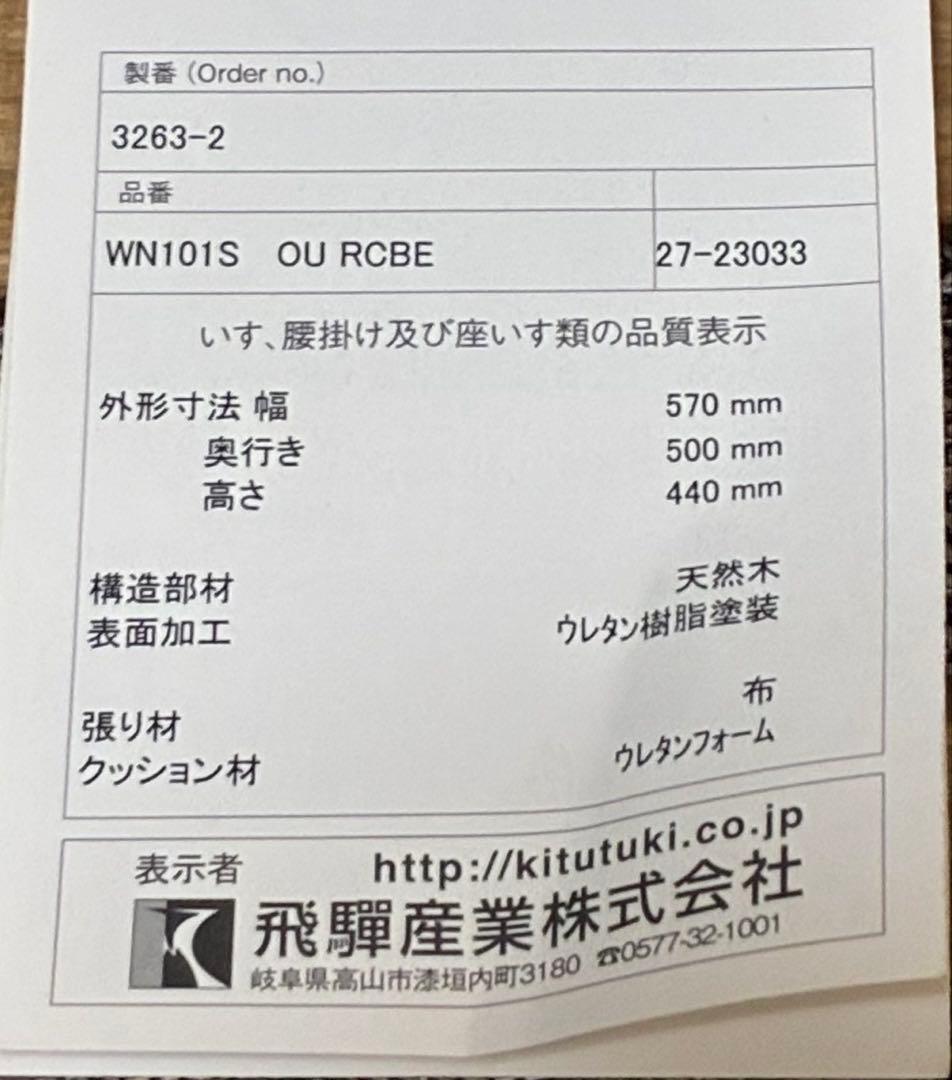 製番 (Order no.)
3263-2
品番
WN101S OU RCBE 27-23033
いす、腰掛け及び座いす類の品質表示
外形寸法 幅 570 mm
奥行き 500 mm
高さ 440 mm
構造部材 天然木
表面加工 ウレタン樹脂塗装
張り材 布
クッション材 ウレタンフォーム
表示者 http://kitutuki.co.jp
飛驒産業株式会社
岐阜県高山市漆垣内町3180 ☎0577-32-1001